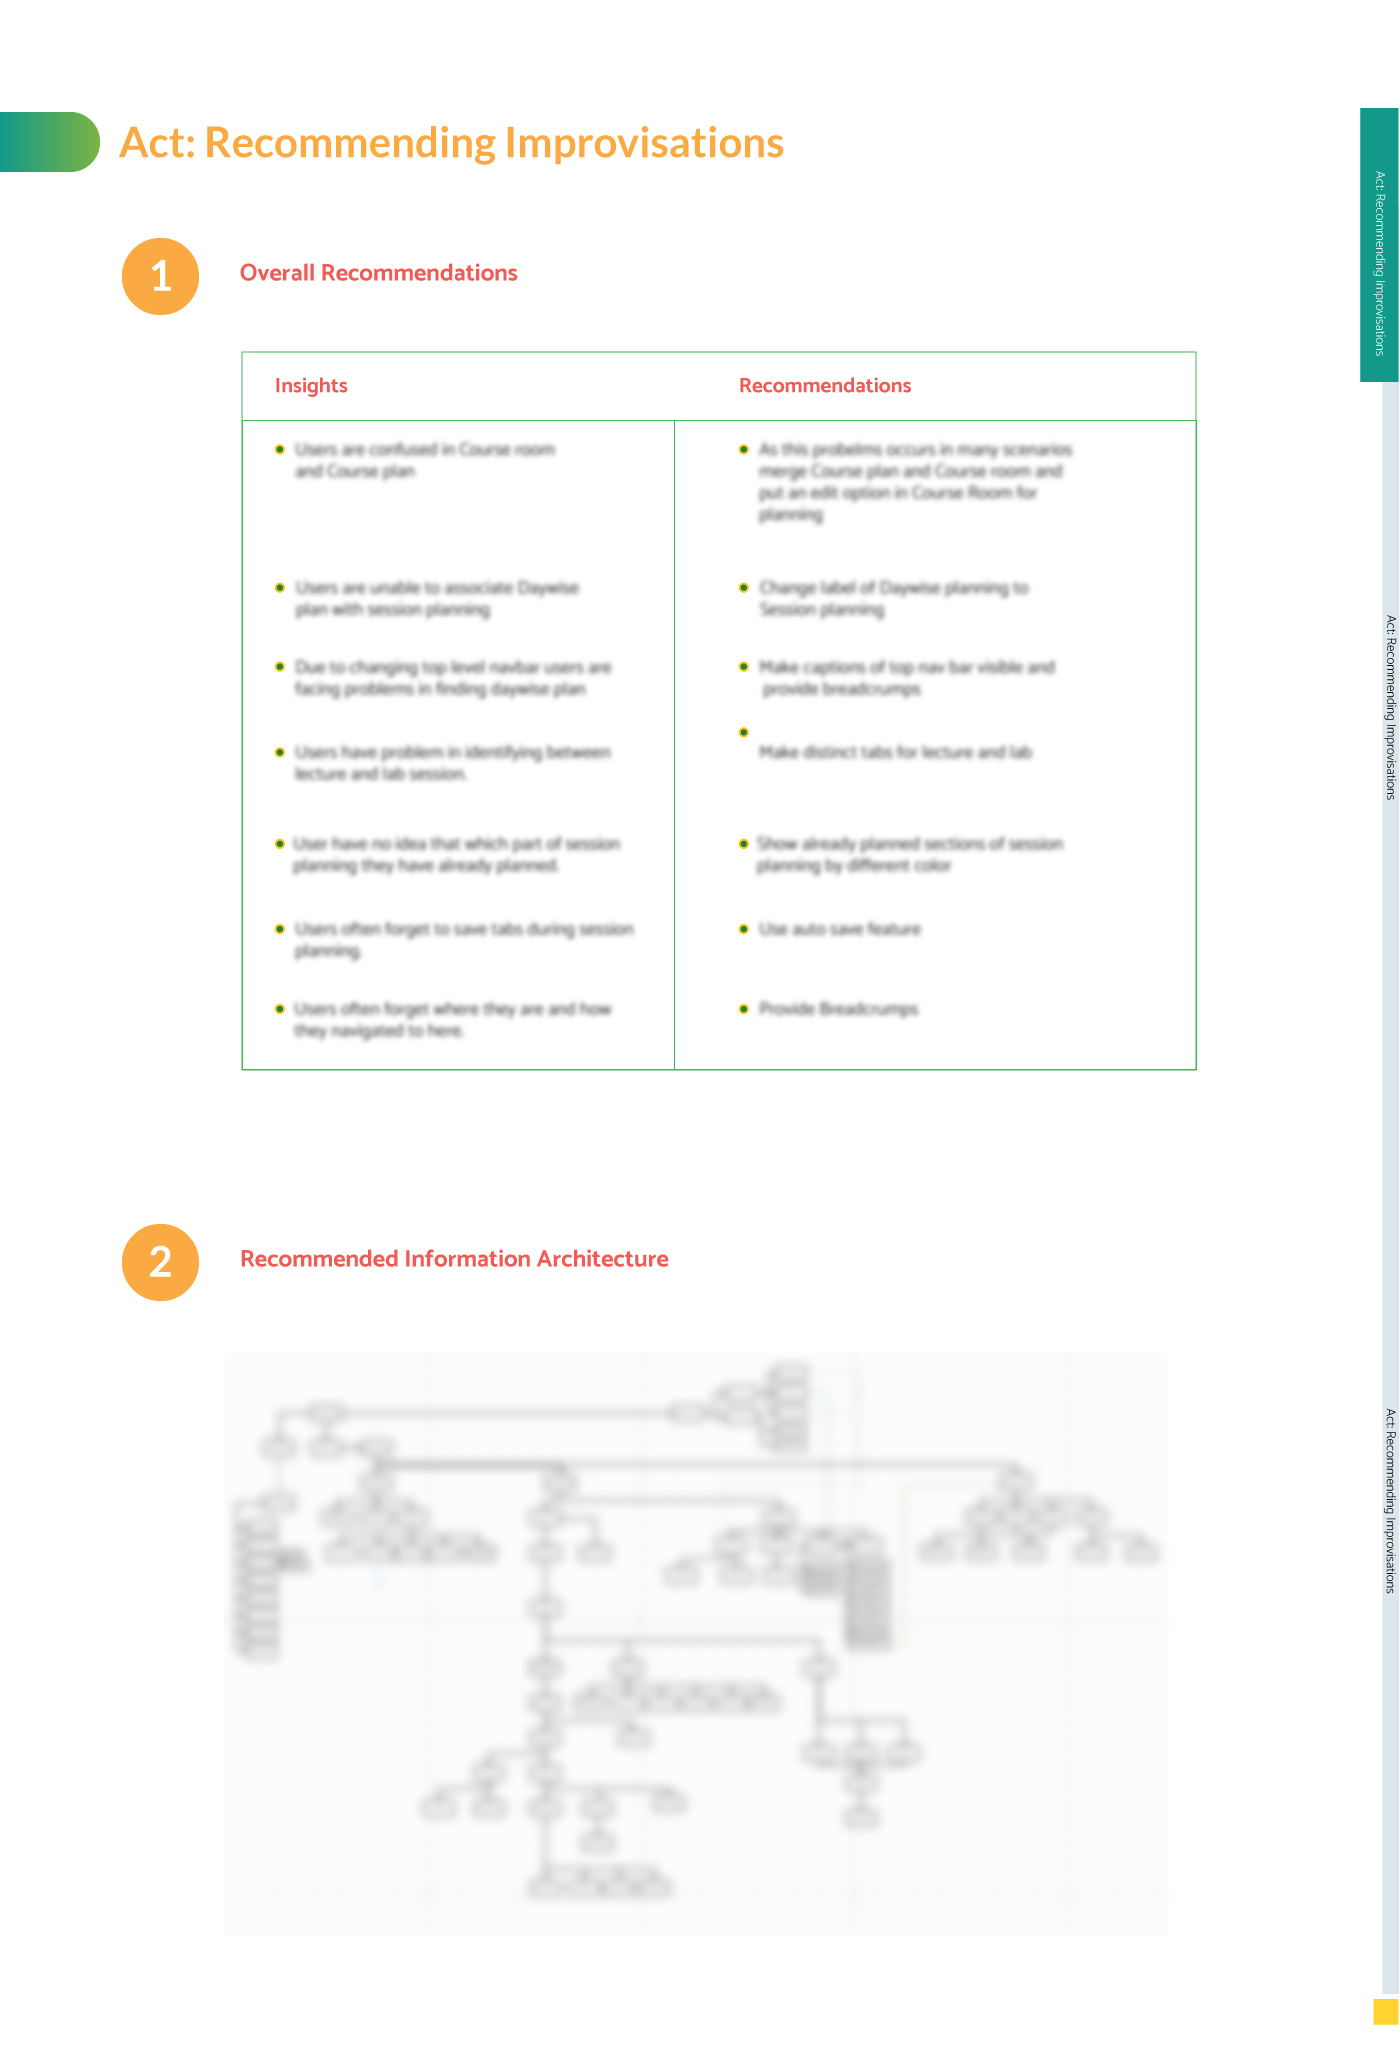 Act: Recommending Improvisations
1
Overall Recommendations
Insights
Recommendations
Users are confused in Course room
and Course plan
As this probelms occurs in many scenarios
merge Course plan and Course room and
put an edit option in Course Room for
planning
Users are unable to associate Daywise
plan with session planning
Change label of Daywise planning to
Session planning
Due to changing top level navbar users are
facing problems in finding daywise plan
Make captions of top nav bar visible and
provide breadcrumps
Users have problem in identifying between
lecture and lab session.
Make distinct tabs for lecture and lab
User have no idea that which part of session
planning they have already planned.
Show already planned sections of session
planning by different color
Users often forget to save tabs during session
planning.
Use auto save feature
Users often forget where they are and how
they navigated to here.
Provide Breadcrumps
2
Recommended Information Architecture
Act: Recommending Improvisations
Act: Recommending Improvisations
Act: Recommending Improvisations